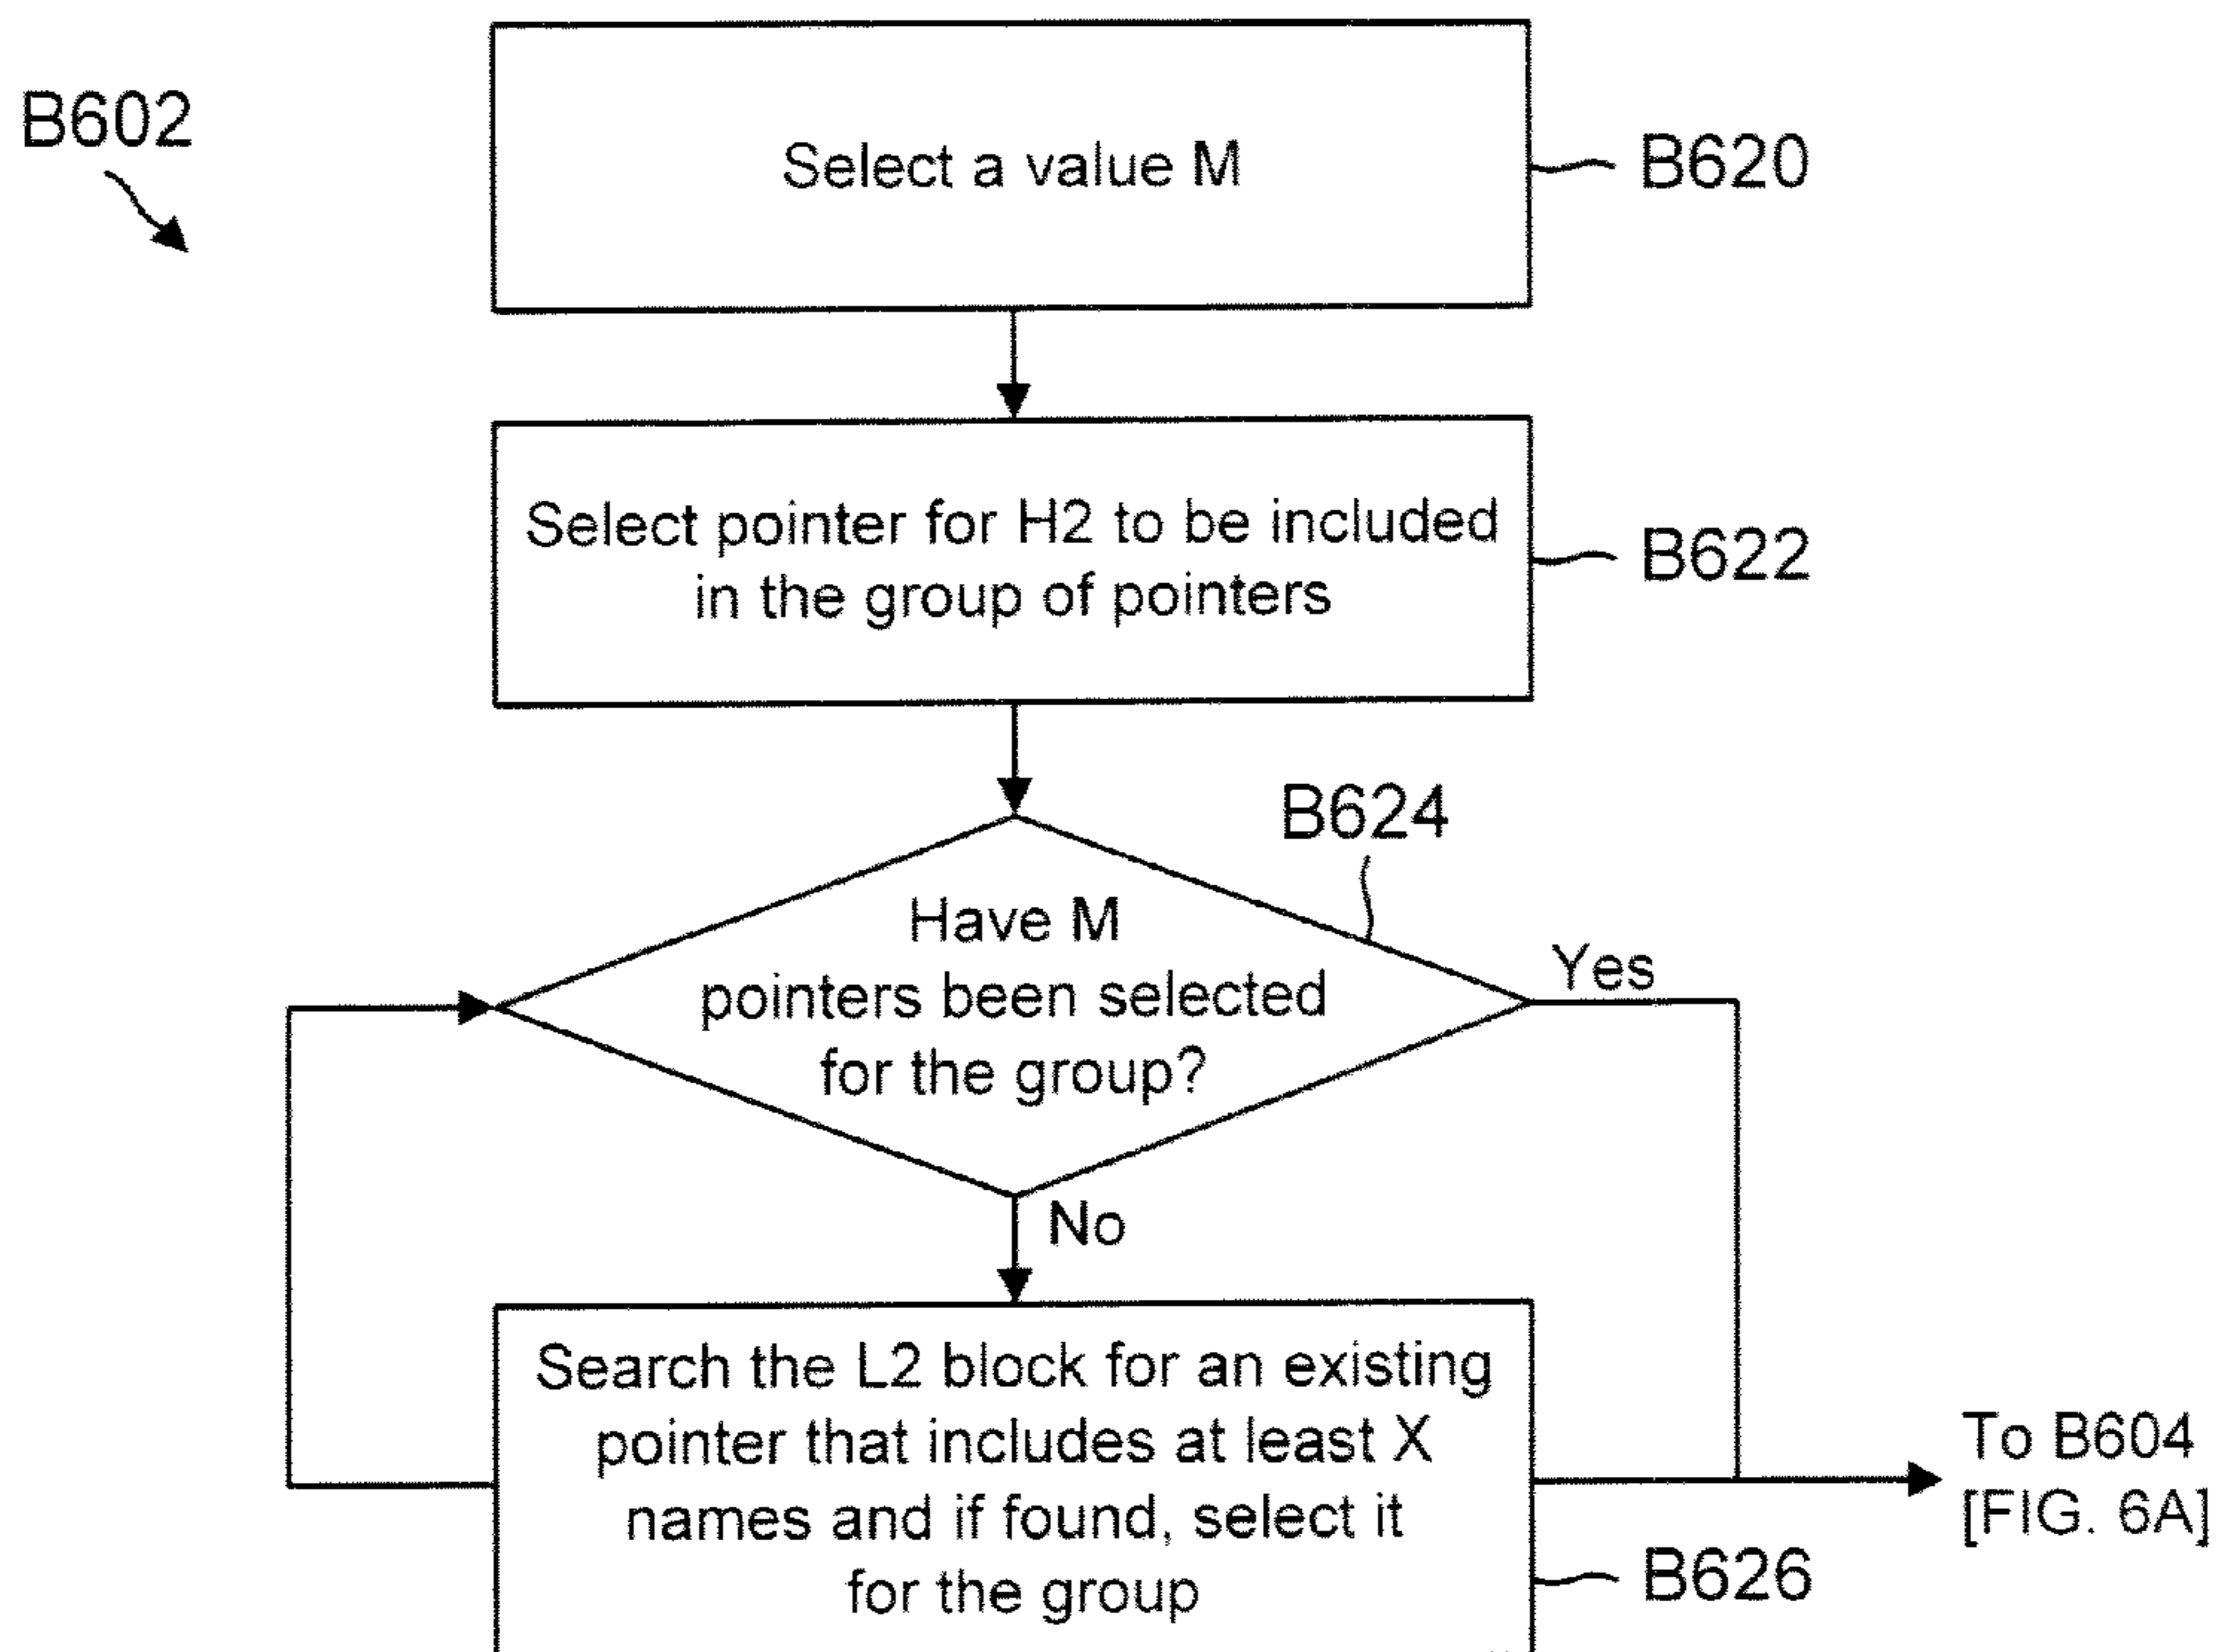 B602
Select a value M
B620
Select pointer for H2 to be included
in the group of pointers
B622
B624
Have M
pointers been selected
for the group?
Yes
No
Search the L2 block for an existing
pointer that includes at least X
names and if found, select it
for the group
To B604
[FIG. 6A]
B626